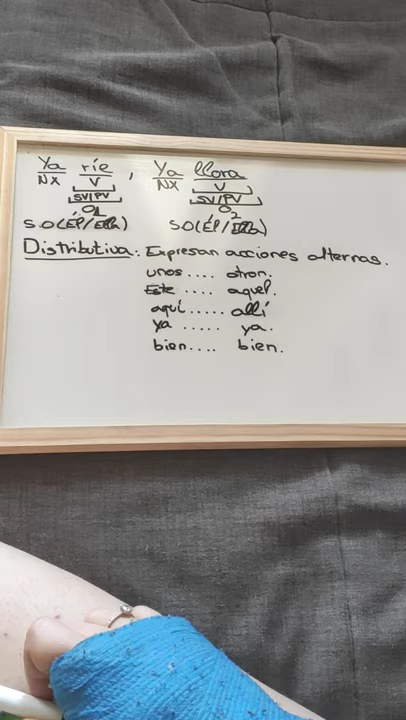 Ya ríe, Ya llora
NX V NX V
SV/PV SV/PV
O1 O2
S.O(Él/Ella) S.O(Él/Ella)
Distributiva: Expresan acciones alternas.
unos.... otron.
Este .... aquel.
aquí ..... allí
ya ..... ya.
bien.... bien.